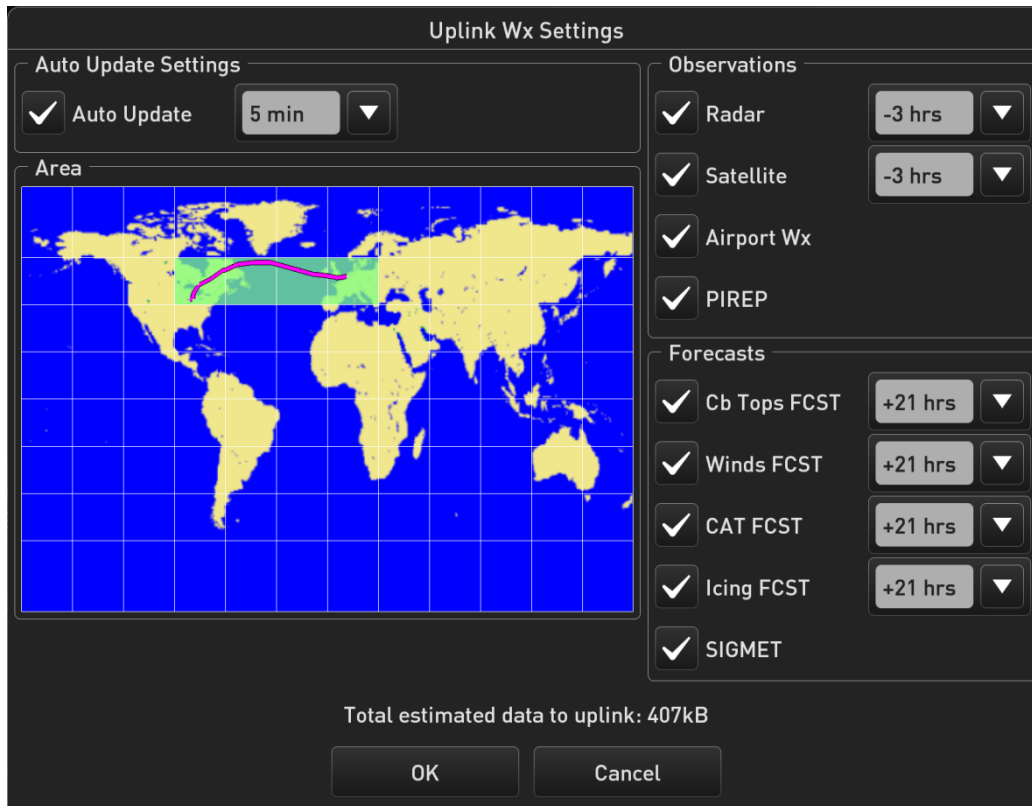 Uplink Wx Settings
Auto Update Settings
Auto Update
5 min
Area
Observations
Radar
-3 hrs
Satellite
-3 hrs
Airport Wx
PIREP
Forecasts
Cb Tops FCST
+21 hrs
Winds FCST
+21 hrs
CAT FCST
+21 hrs
Icing FCST
+21 hrs
SIGMET
Total estimated data to uplink: 407kB
OK
Cancel